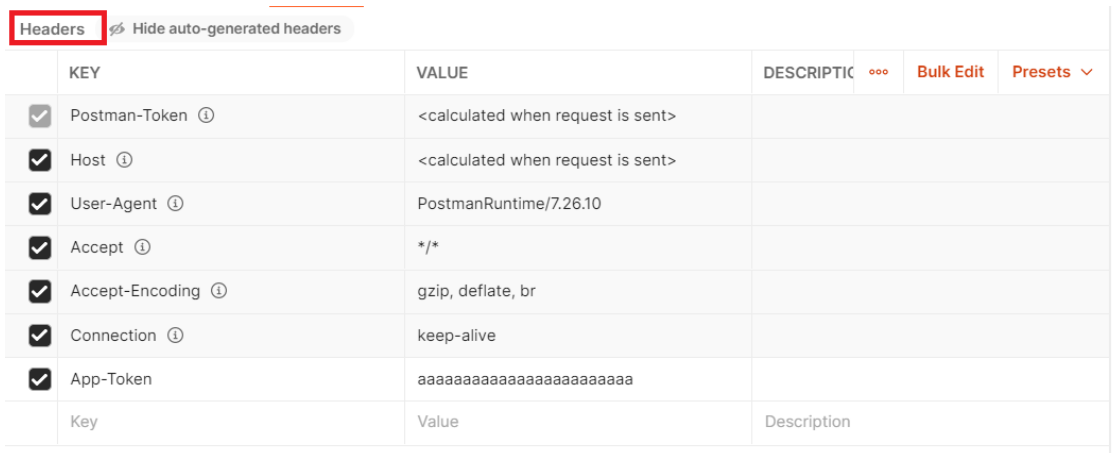 Headers Hide auto-generated headers
KEY VALUE DESCRIPTIC ooo Bulk Edit Presets
Postman-Token <calculated when request is sent>
Host <calculated when request is sent>
User-Agent PostmanRuntime/7.26.10
Accept */*
Accept-Encoding gzip, deflate, br
Connection keep-alive
App-Token aaaaaaaaaaaaaaaaaaaaaaaa
Key Value Description